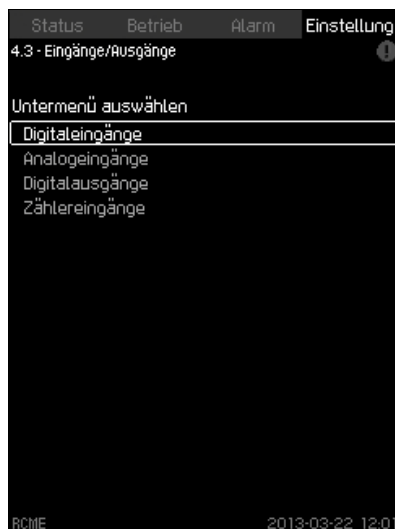 Status Betrieb Alarm Einstellung
4.3 - Eingänge/Ausgänge
Untermenü auswählen
Digitaleingänge
Analogeingänge
Digitalausgänge
Zählereingänge
RCME 2013-03-22 12:01